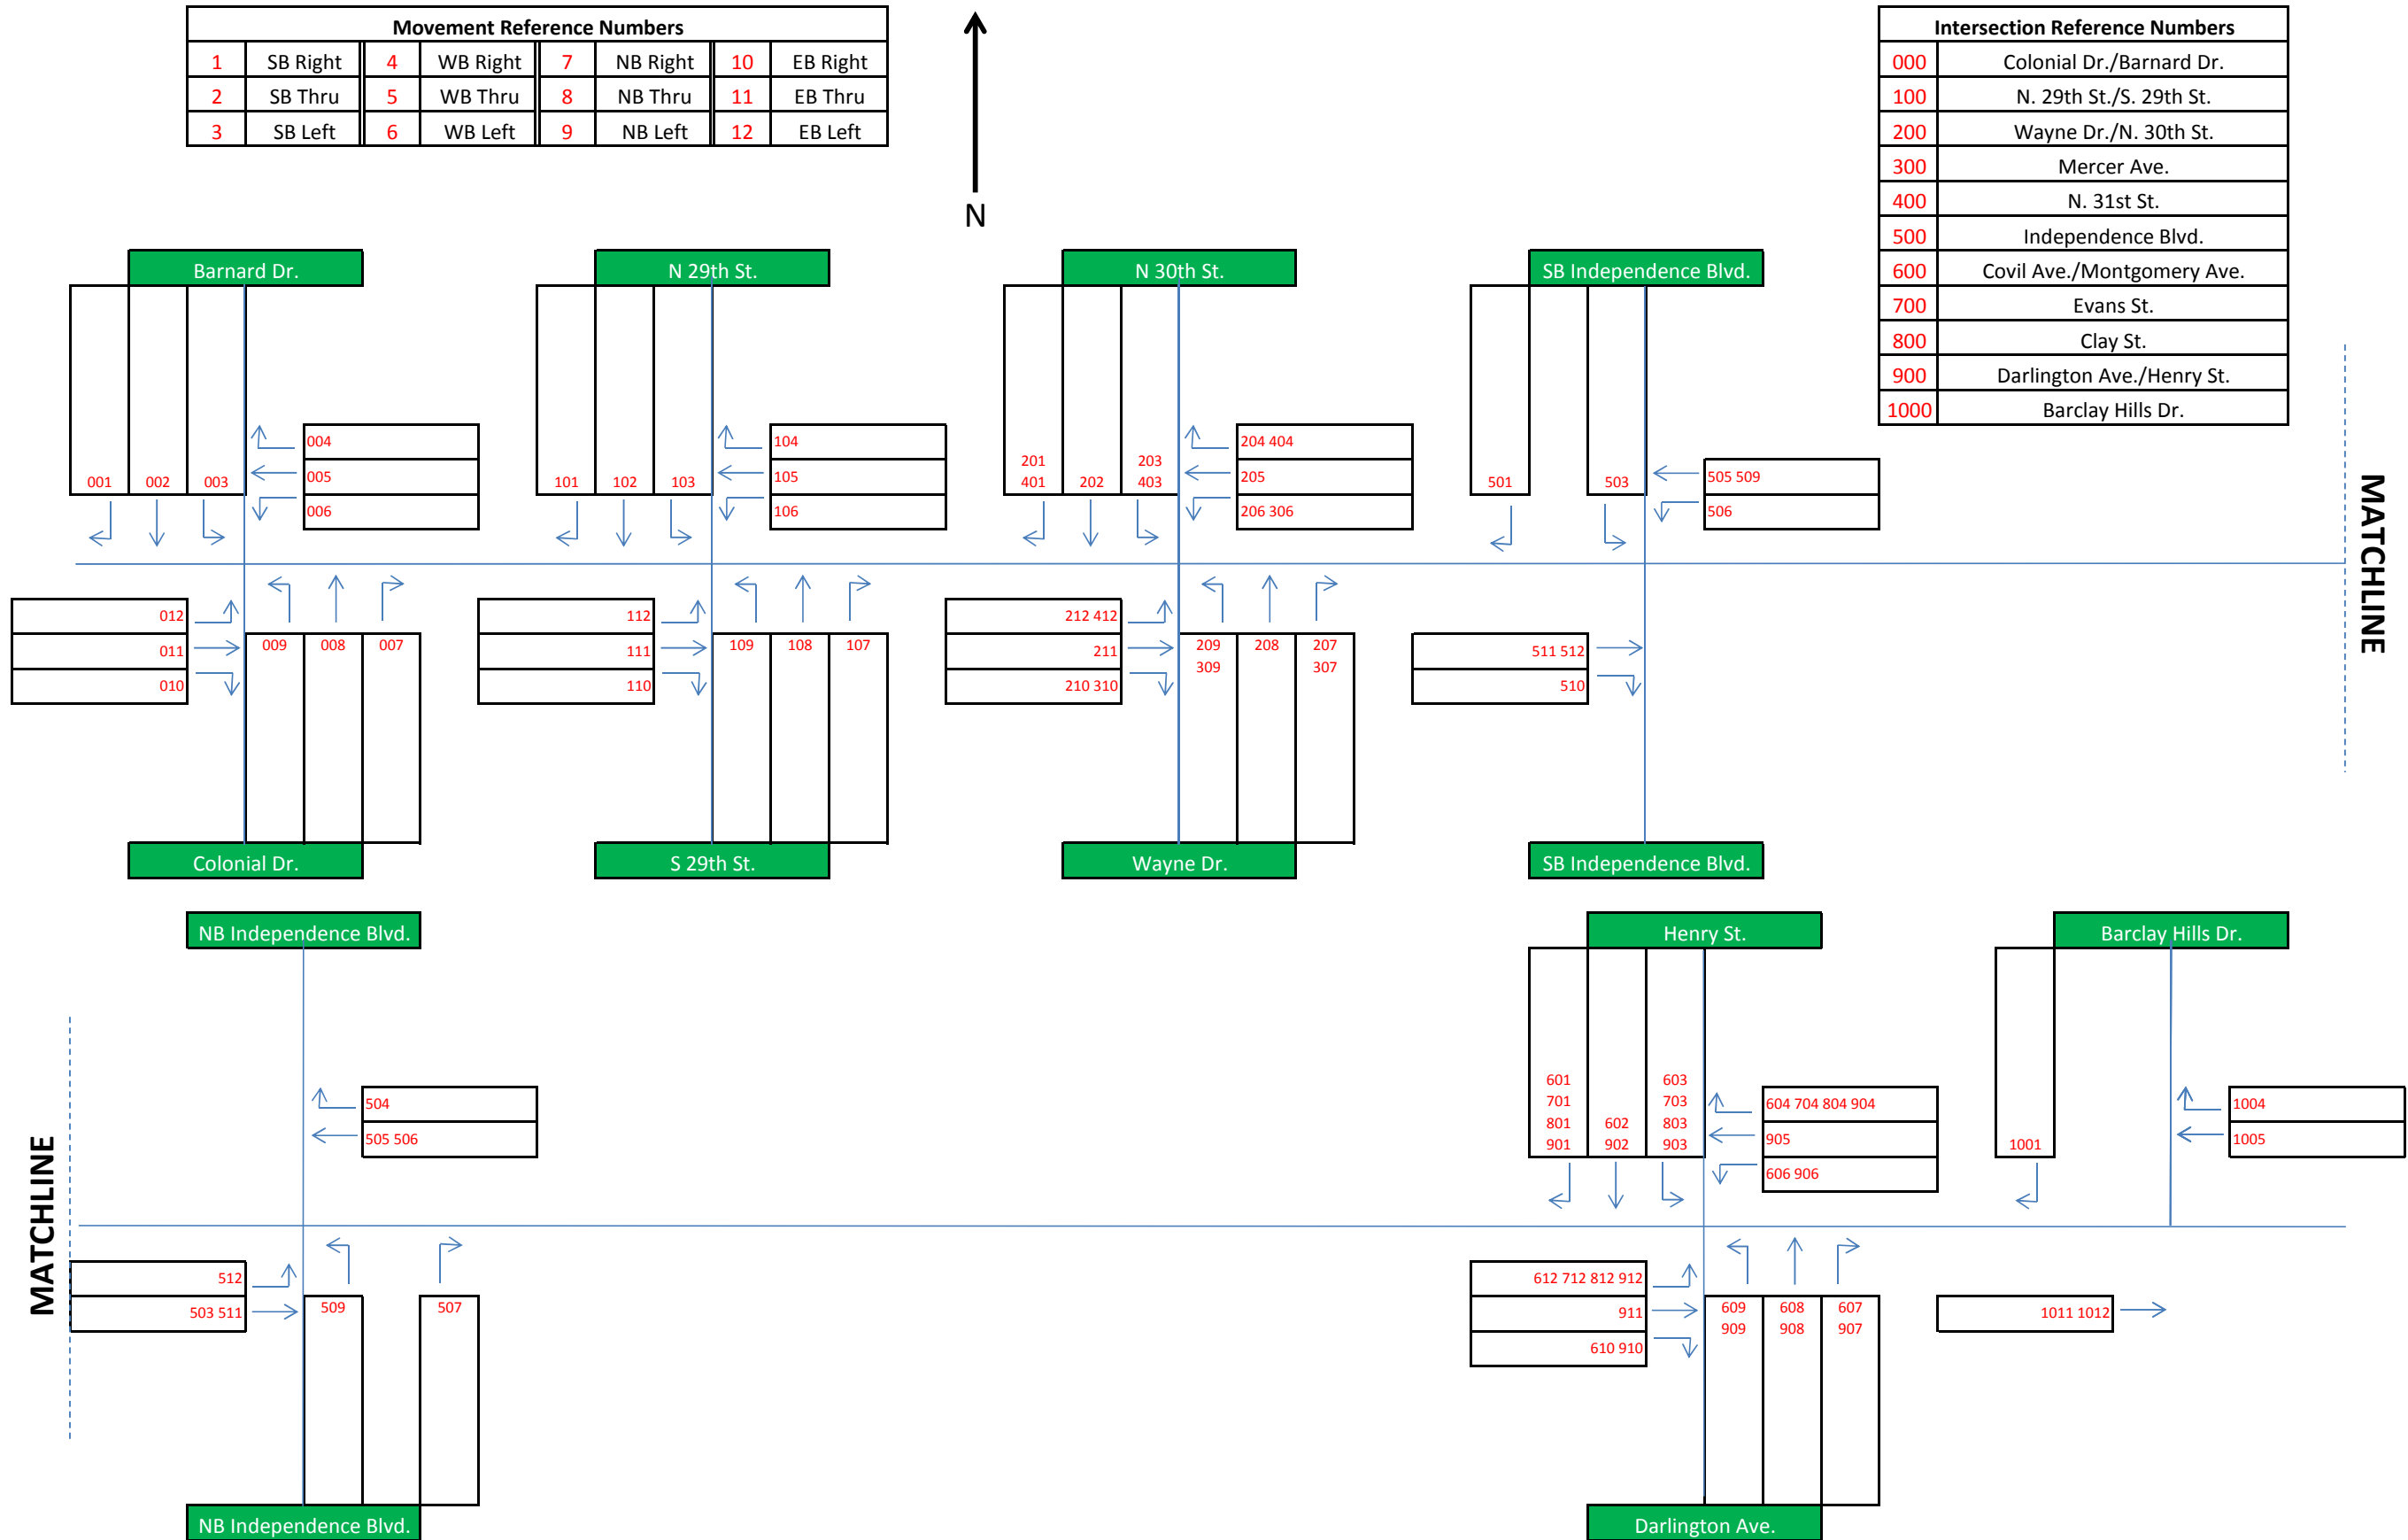 Movement Reference Numbers
1 SB Right 4 WB Right 7 NB Right 10 EB Right
2 SB Thru 5 WB Thru 8 NB Thru 11 EB Thru
3 SB Left 6 WB Left 9 NB Left 12 EB Left
N
Intersection Reference Numbers
000 Colonial Dr./Barnard Dr.
100 N. 29th St./S. 29th St.
200 Wayne Dr./N. 30th St.
300 Mercer Ave.
400 N. 31st St.
500 Independence Blvd.
600 Covil Ave./Montgomery Ave.
700 Evans St.
800 Clay St.
900 Darlington Ave./Henry St.
1000 Barclay Hills Dr.
Barnard Dr.
001 002 003
004
005
006
012
011
010
009 008 007
Colonial Dr.
N 29th St.
101 102 103
104
105
106
112
111
110
109 108 107
S 29th St.
N 30th St.
201 203
401 202 403
204 404
205
206 306
212 412
211
210 310
209 208 207
309 307
Wayne Dr.
SB Independence Blvd.
501 503
505 509
506
511 512
510
SB Independence Blvd.
MATCHLINE
MATCHLINE
NB Independence Blvd.
504
505 506
512
503 511
509 507
NB Independence Blvd.
Henry St.
601 603
701 703
801 602 803
901 902 903
604 704 804 904
905
606 906
612 712 812 912
911
610 910
609 608 607
909 908 907
Darlington Ave.
Barclay Hills Dr.
1001
1004
1005
1011 1012